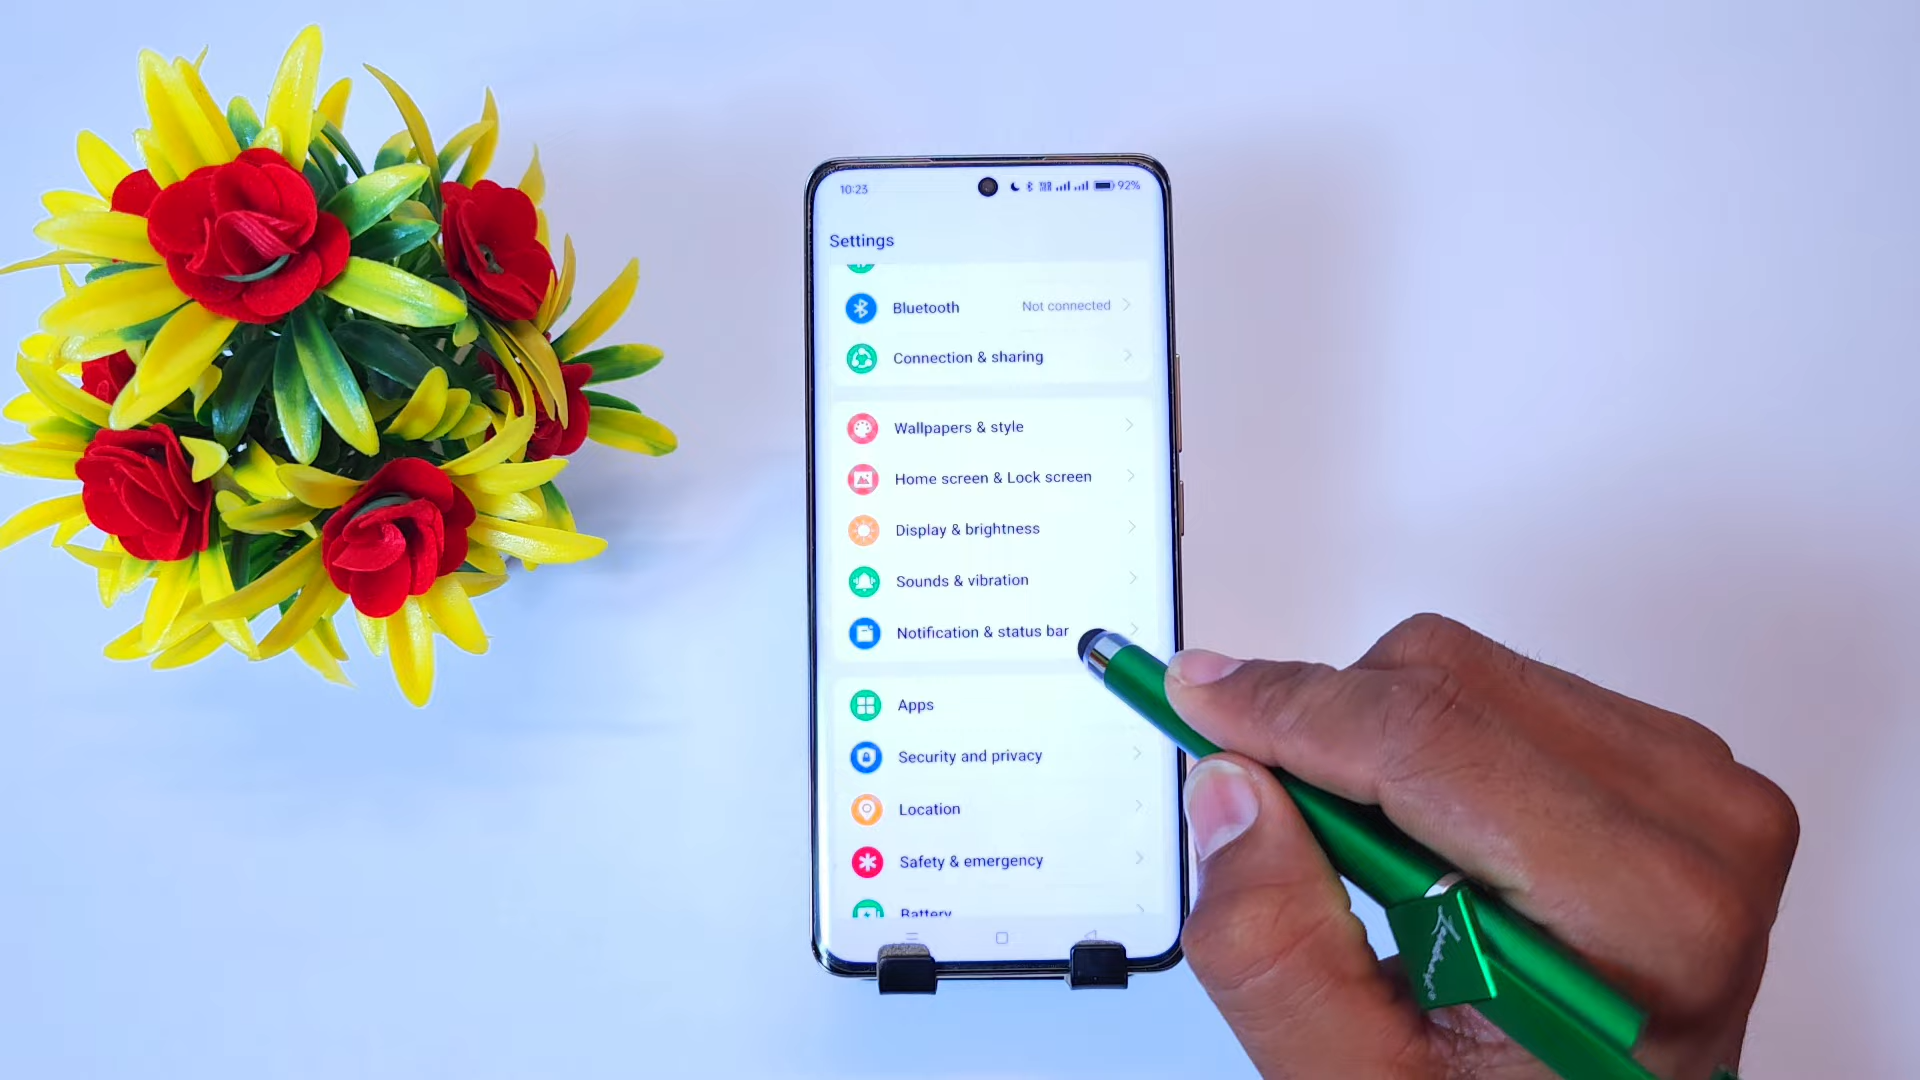 10:23
92%
Settings
Bluetooth Not connected
Connection & sharing
Wallpapers & style
Home screen & Lock screen
Display & brightness
Sounds & vibration
Notification & status bar
Apps
Security and privacy
Location
Safety & emergency
Battery